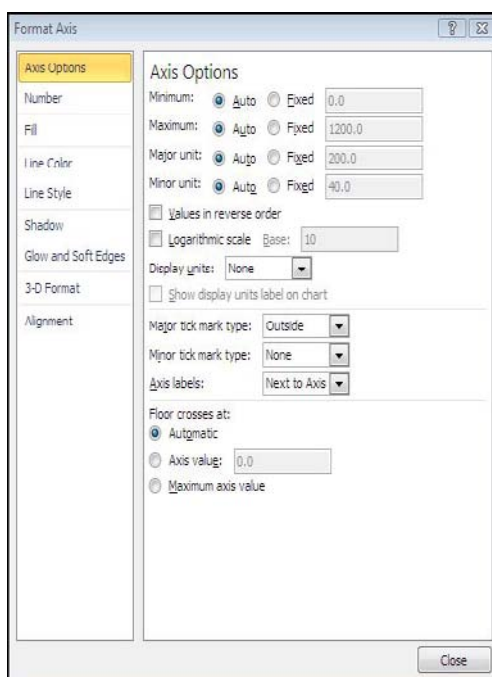 Format Axis
Axis Options
Number
Fill
Line Color
Line Style
Shadow
Glow and Soft Edges
3-D Format
Alignment
Axis Options
Minimum: Auto Fixed 0.0
Maximum: Auto Fixed 1200.0
Major unit: Auto Fixed 200.0
Minor unit: Auto Fixed 40.0
Values in reverse order
Logarithmic scale Base: 10
Display units: None
Show display units label on chart
Major tick mark type: Outside
Minor tick mark type: None
Axis labels: Next to Axis
Floor crosses at:
Automatic
Axis value: 0.0
Maximum axis value
Close